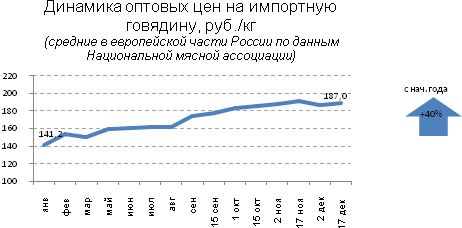 Динамика оптовых цен на импортную
говядину, руб./кг
(средние в европейской части России по данным
Национальной мясной ассоциации)
220
200
180
160
140
120
100
141,2
187,0
янв
фев
мар
май
июн
июл
авг
сен
15 сен
1 окт
15 окт
2 ноя
17 ноя
2 дек
17 дек
с нач. года
+40%